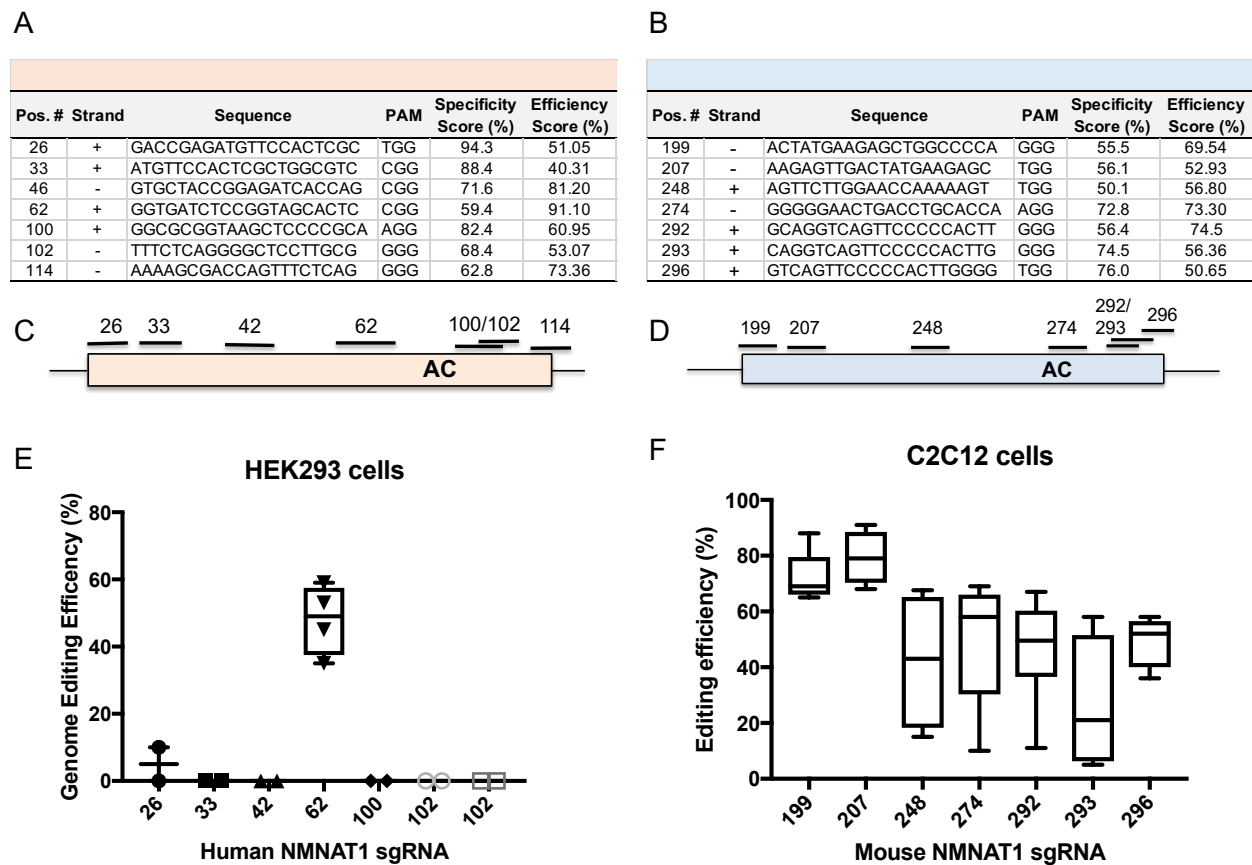 A
Pos. # Strand Sequence PAM Specificity Score (%) Efficiency Score (%)
26 + GACCGAGATGTTCCACTCGC TGG 94.3 51.05
33 + ATGTTCCACTCGCTGGCGTC CGG 88.4 40.31
46 - GTGCTACCGGAGATCACCAG CGG 71.6 81.20
62 + GGTGATCTCCGGTAGCACTC CGG 59.4 91.10
100 + GGCGCGGTAAGCTCCCCGCA AGG 82.4 60.95
102 - TTTCTCAGGGGCTCCTTGCG GGG 68.4 53.07
114 - AAAAGCGACCAGTTTCTCAG GGG 62.8 73.36
B
Pos. # Strand Sequence PAM Specificity Score (%) Efficiency Score (%)
199 - ACTATGAAGAGCTGGCCCCA GGG 55.5 69.54
207 - AAGAGTTGACTATGAAGAGC TGG 56.1 52.93
248 + AGTTCTTGGAACCAAAAAGT TGG 50.1 56.80
274 - GGGGGAACTGACCTGCACCA AGG 72.8 73.30
292 + GCAGGTCAGTTCCCCCACTT GGG 56.4 74.5
293 + CAGGTCAGTTCCCCCACTTG GGG 74.5 56.36
296 + GTCAGTTCCCCCACTTGGGG TGG 76.0 50.65
C
26 33 42 62 100/102 114
AC
D
199 207 248 274 292/ 293 296
AC
E
HEK293 cells
Genome Editing Efficency (%)
80
60
40
20
0
26 33 42 62 100 102 102
Human NMNAT1 sgRNA
F
C2C12 cells
Editing efficiency (%)
100
80
60
40
20
0
199 207 248 274 292 293 296
Mouse NMNAT1 sgRNA